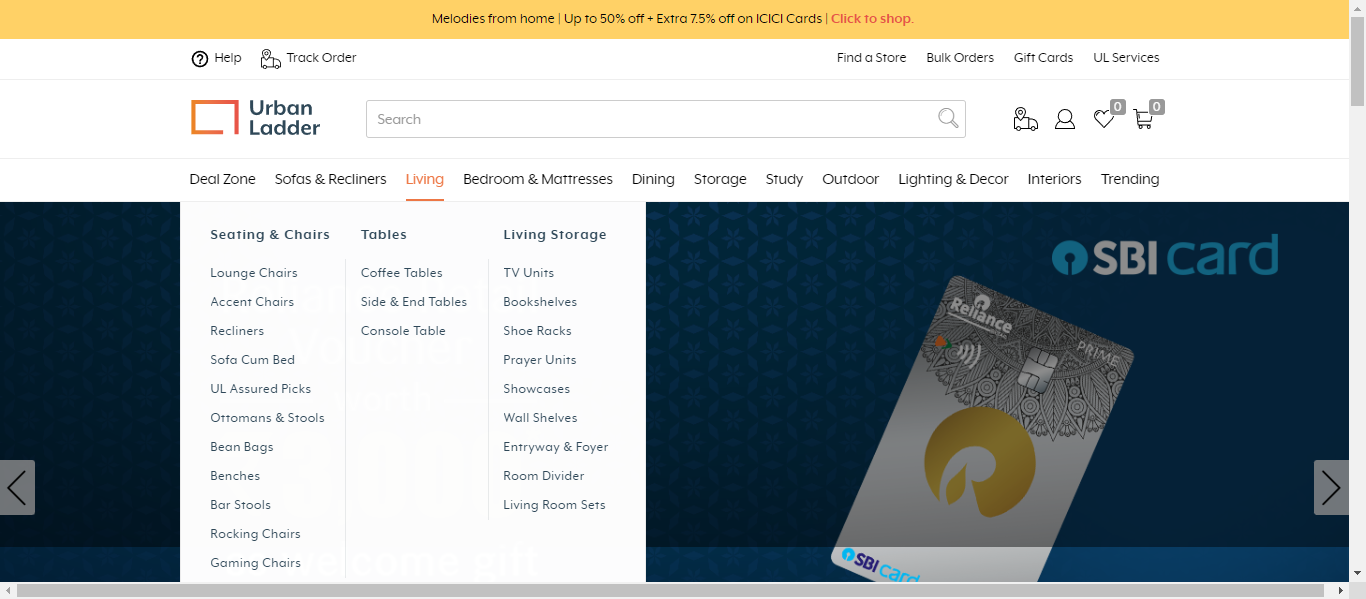 Melodies from home | Up to 50% off + Extra 7.5% off on ICICI Cards | Click to shop.
Help Track Order Find a Store Bulk Orders Gift Cards UL Services
Urban
Ladder
Search
0 0
Deal Zone Sofas & Recliners Living Bedroom & Mattresses Dining Storage Study Outdoor Lighting & Decor Interiors Trending
Seating & Chairs
Lounge Chairs
Accent Chairs
Recliners
Sofa Cum Bed
UL Assured Picks
Ottomans & Stools
Bean Bags
Benches
Bar Stools
Rocking Chairs
Gaming Chairs
Tables
Coffee Tables
Side & End Tables
Console Table
Living Storage
TV Units
Bookshelves
Shoe Racks
Prayer Units
Showcases
Wall Shelves
Entryway & Foyer
Room Divider
Living Room Sets
Voucher
welcome gift
SBI card
Reliance
PRIME
SBI card